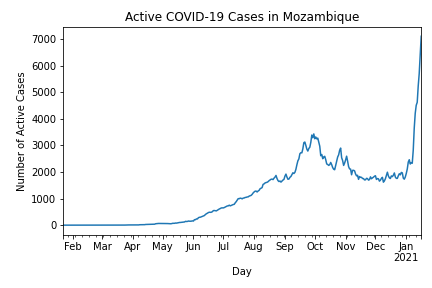 Active COVID-19 Cases in Mozambique
7000
6000
5000
4000
3000
2000
1000
0
Number of Active Cases
Feb Mar Apr May Jun Jul Aug Sep Oct Nov Dec Jan
2021
Day